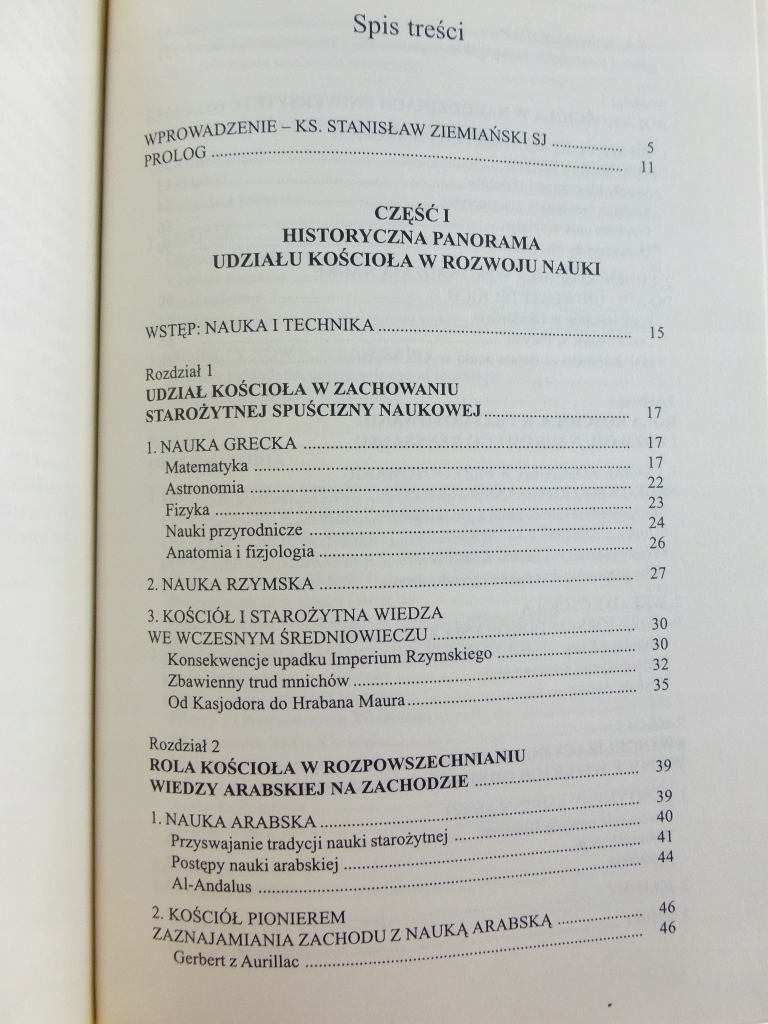 Spis treści
WPROWADZENIE – KS. STANISŁAW ZIEMIAŃSKI SJ .................. 5
PROLOG .................. 11
CZĘŚĆ I
HISTORYCZNA PANORAMA
UDZIAŁU KOŚCIOŁA W ROZWOJU NAUKI
WSTĘP: NAUKA I TECHNIKA .................. 15
Rozdział 1
UDZIAŁ KOŚCIOŁA W ZACHOWANIU
STAROŻYTNEJ SPUŚCIZNY NAUKOWEJ .................. 17
1. NAUKA GRECKA .................. 17
Matematyka .................. 17
Astronomia .................. 22
Fizyka .................. 23
Nauki przyrodnicze .................. 24
Anatomia i fizjologia .................. 26
2. NAUKA RZYMSKA .................. 27
3. KOŚCIÓŁ I STAROŻYTNA WIEDZA
WE WCZESNYM ŚREDNIOWIECZU .................. 30
Konsekwencje upadku Imperium Rzymskiego .................. 30
Zbawienny trud mnichów .................. 32
Od Kasjodora do Hrabana Maura .................. 35
Rozdział 2
ROLA KOŚCIOŁA W ROZPOWSZECHNIANIU
WIEDZY ARABSKIEJ NA ZACHODZIE .................. 39
1. NAUKA ARABSKA .................. 39
Przyswajanie tradycji nauki starożytnej .................. 40
Postępy nauki arabskiej .................. 41
Al-Andalus .................. 44
2. KOŚCIÓŁ PIONIEREM
ZAZNAJAMIANIA ZACHODU Z NAUKĄ ARABSKĄ .................. 46
Gerbert z Aurillac .................. 46